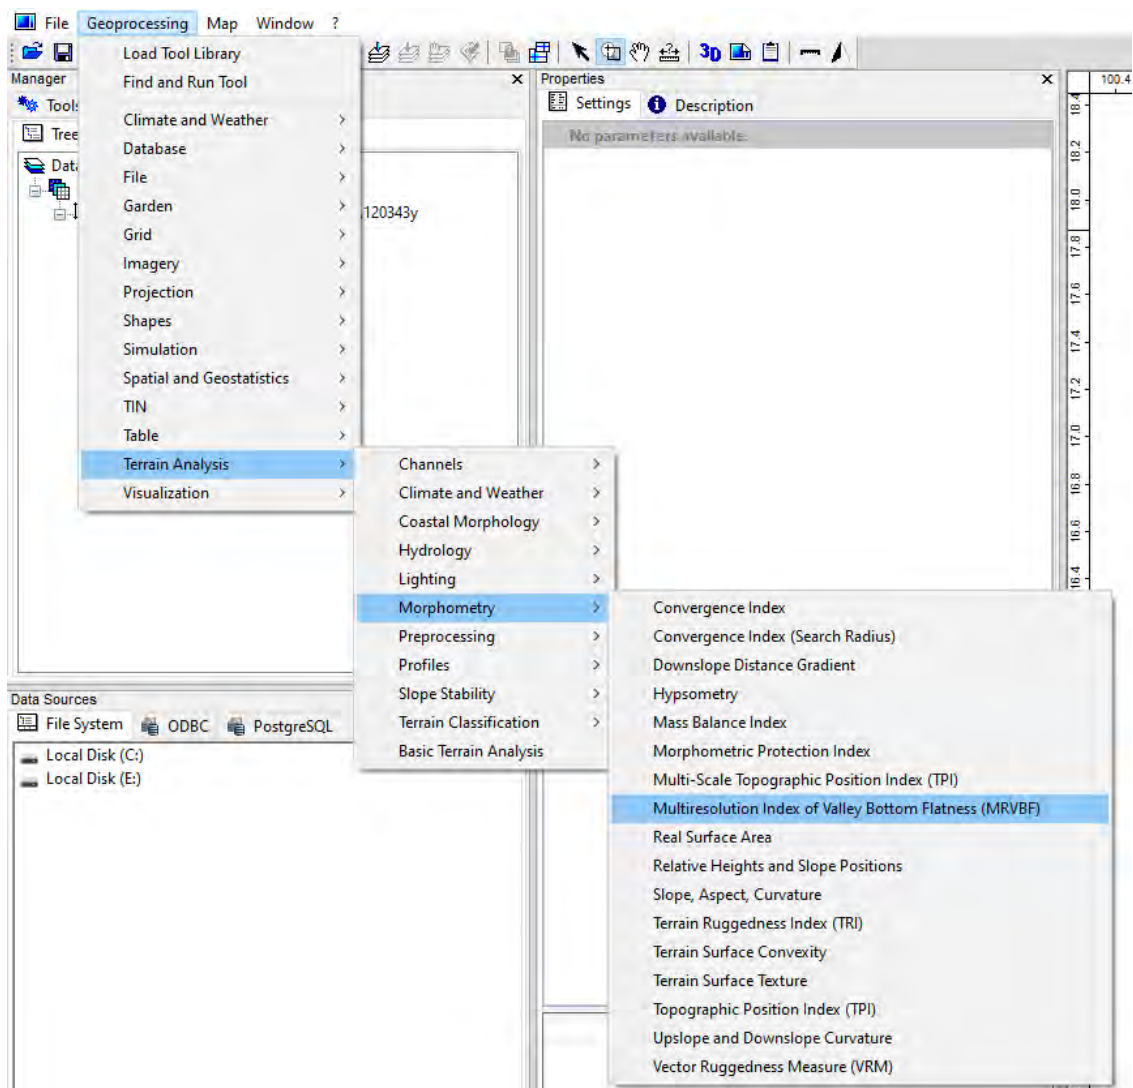 File Geoprocessing Map Window ?
3D
Manager
Properties
100.4
Tools
Settings
Description
Tree
No parameters available.
Data
120343y
Load Tool Library
Find and Run Tool
Climate and Weather
Database
File
Garden
Grid
Imagery
Projection
Shapes
Simulation
Spatial and Geostatistics
TIN
Table
Terrain Analysis
Visualization
Channels
Climate and Weather
Coastal Morphology
Hydrology
Lighting
Morphometry
Preprocessing
Profiles
Slope Stability
Terrain Classification
Basic Terrain Analysis
Convergence Index
Convergence Index (Search Radius)
Downslope Distance Gradient
Hypsometry
Mass Balance Index
Morphometric Protection Index
Multi-Scale Topographic Position Index (TPI)
Multiresolution Index of Valley Bottom Flatness (MRVBF)
Real Surface Area
Relative Heights and Slope Positions
Slope, Aspect, Curvature
Terrain Ruggedness Index (TRI)
Terrain Surface Convexity
Terrain Surface Texture
Topographic Position Index (TPI)
Upslope and Downslope Curvature
Vector Ruggedness Measure (VRM)
Data Sources
File System ODBC PostgreSQL
Local Disk (C:)
Local Disk (E:)
18.4
18.2
18.0
17.8
17.6
17.4
17.2
17.0
16.8
16.6
16.4